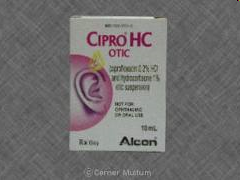 CIPRO® HC
OTIC
(ciprofloxacin 0.2% HCl
and hydrocortisone 1%
otic suspension)
NOT FOR
OPHTHALMIC
OR ORAL USE
10 mL
Rx Only
Alcon
© Cerner Multum